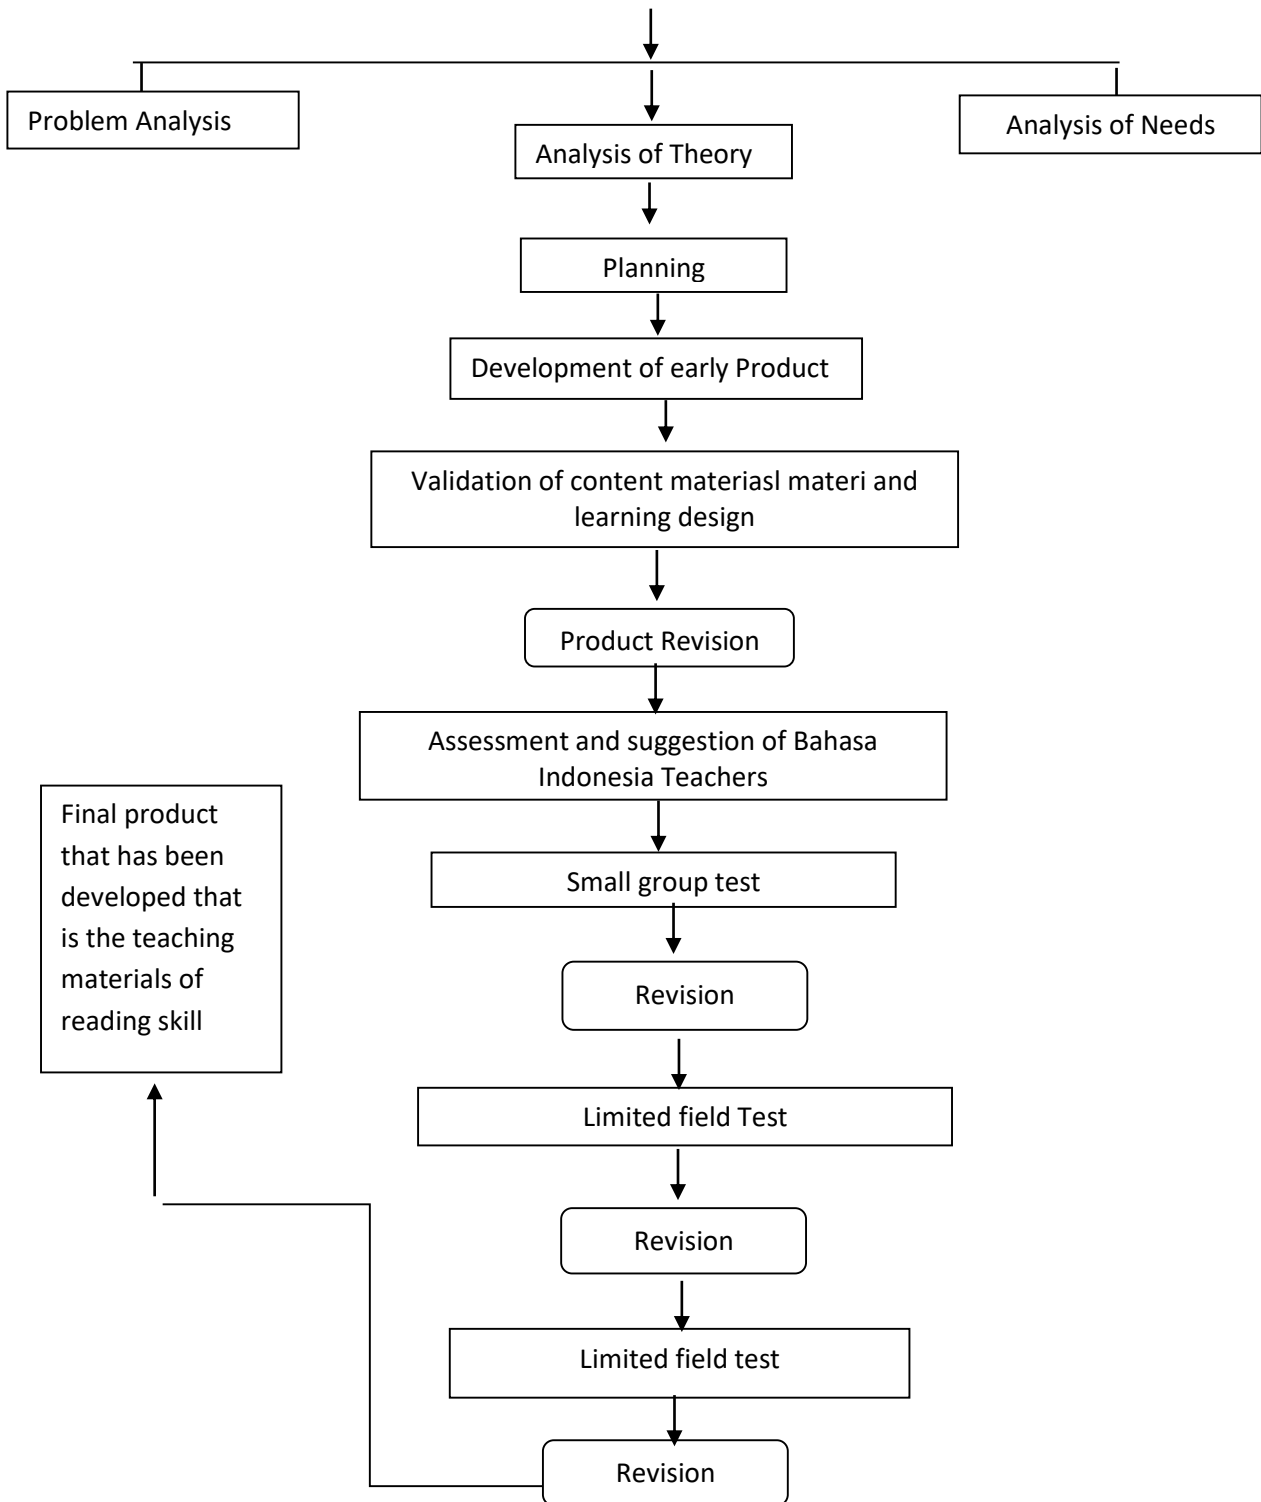 Problem Analysis
Analysis of Needs
Analysis of Theory
Planning
Development of early Product
Validation of content materiasl materi and
learning design
Product Revision
Assessment and suggestion of Bahasa
Indonesia Teachers
Small group test
Revision
Limited field Test
Revision
Limited field test
Revision
Final product
that has been
developed that
is the teaching
materials of
reading skill